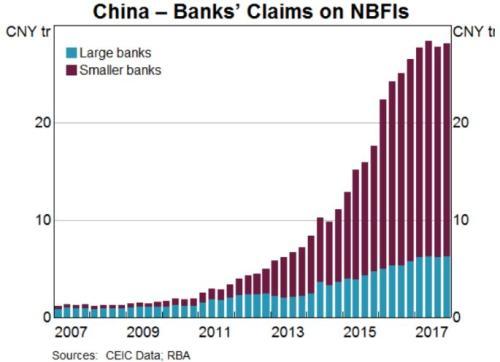 China – Banks’ Claims on NBFIs
CNY tr
CNY tr
Large banks
Smaller banks
20
20
10
10
0
0
2007
2009
2011
2013
2015
2017
Sources: CEIC Data; RBA